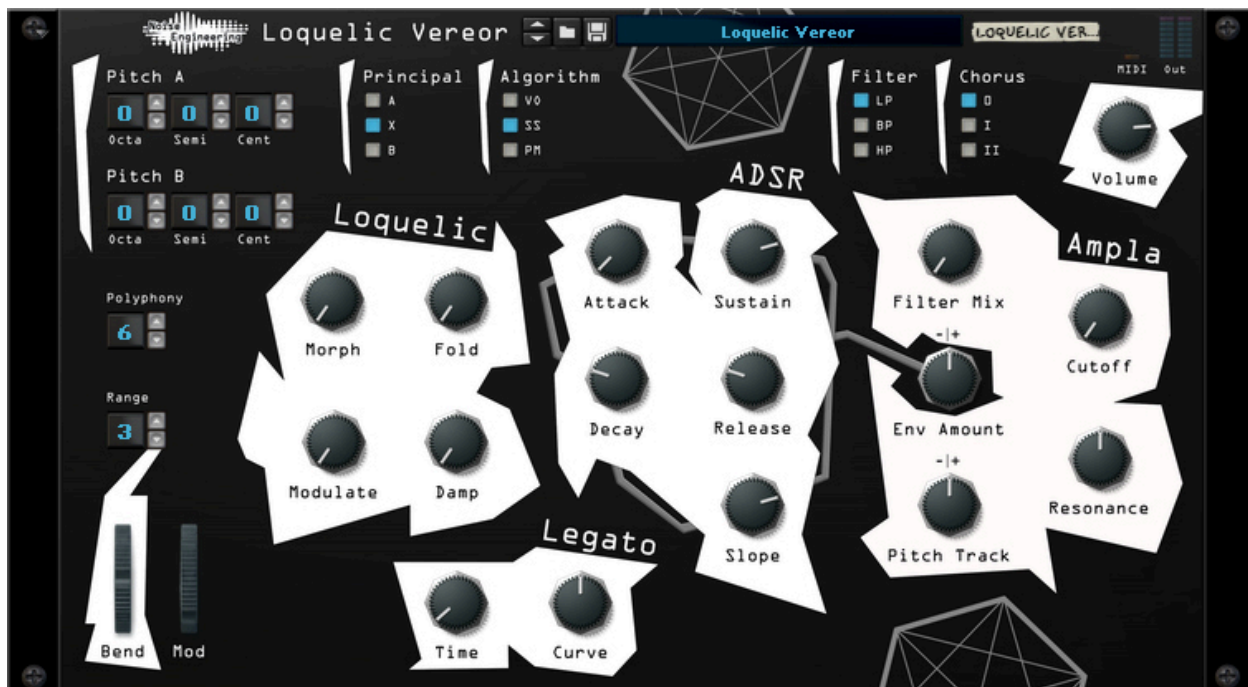 Noise Engineering
Loquelic Vereor
Loquelic Vereor
LOQUELIC VER...
MIDI Out
Pitch A
0 0 0
Octa Semi Cent
Pitch B
0 0 0
Octa Semi Cent
Principal
A
X
B
Algorithm
VO
SS
PM
Filter
LP
BP
HP
Chorus
O
I
II
Volume
Polyphony
6
Range
3
Bend Mod
Loquelic
Morph Fold
Modulate Damp
ADSR
Attack Sustain
Decay Release
Slope
Legato
Time Curve
Ampla
Filter Mix
Cutoff
-|+
Env Amount
Resonance
-|+
Pitch Track